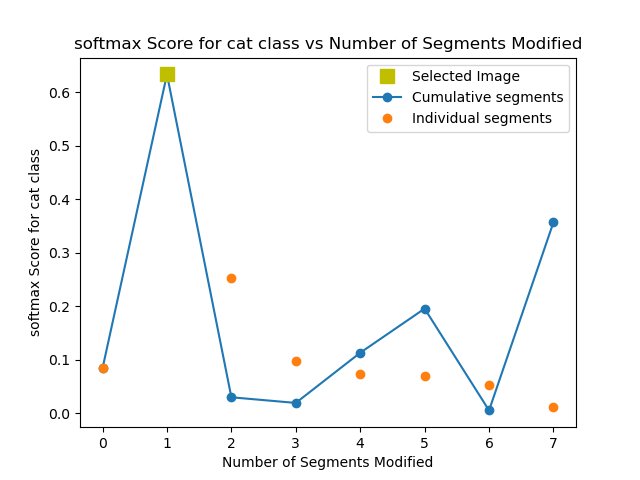 softmax Score for cat class vs Number of Segments Modified
Selected Image
Cumulative segments
Individual segments
softmax Score for cat class
0.6
0.5
0.4
0.3
0.2
0.1
0.0
0 1 2 3 4 5 6 7
Number of Segments Modified